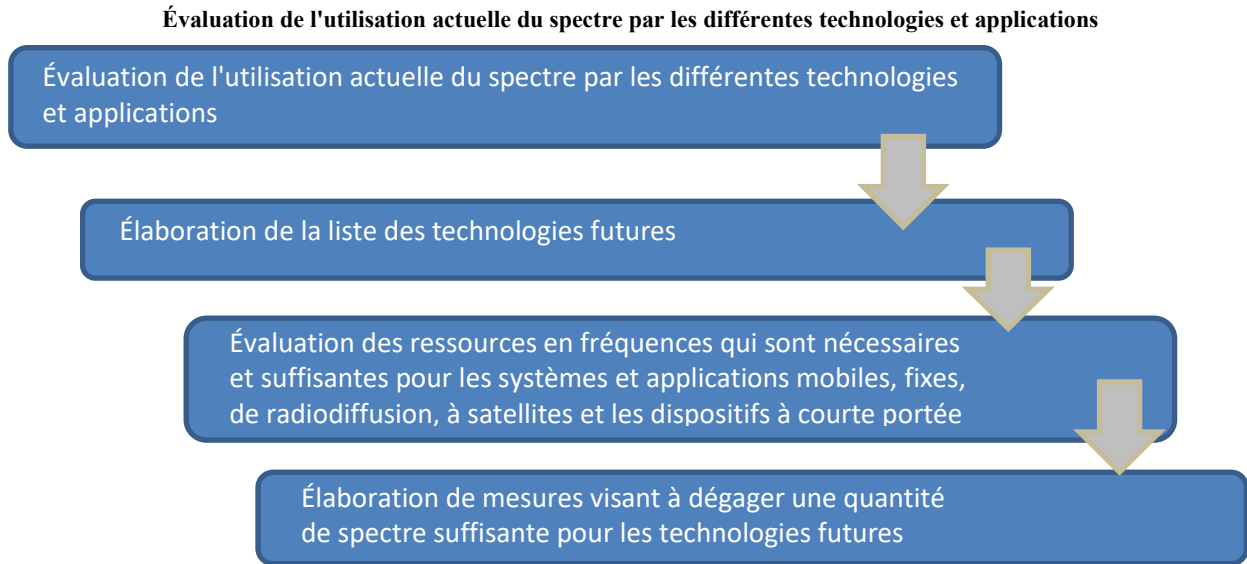 Évaluation de l'utilisation actuelle du spectre par les différentes technologies et applications
Évaluation de l'utilisation actuelle du spectre par les différentes technologies
et applications
Élaboration de la liste des technologies futures
Évaluation des ressources en fréquences qui sont nécessaires
et suffisantes pour les systèmes et applications mobiles, fixes,
de radiodiffusion, à satellites et les dispositifs à courte portée
Élaboration de mesures visant à dégager une quantité
de spectre suffisante pour les technologies futures